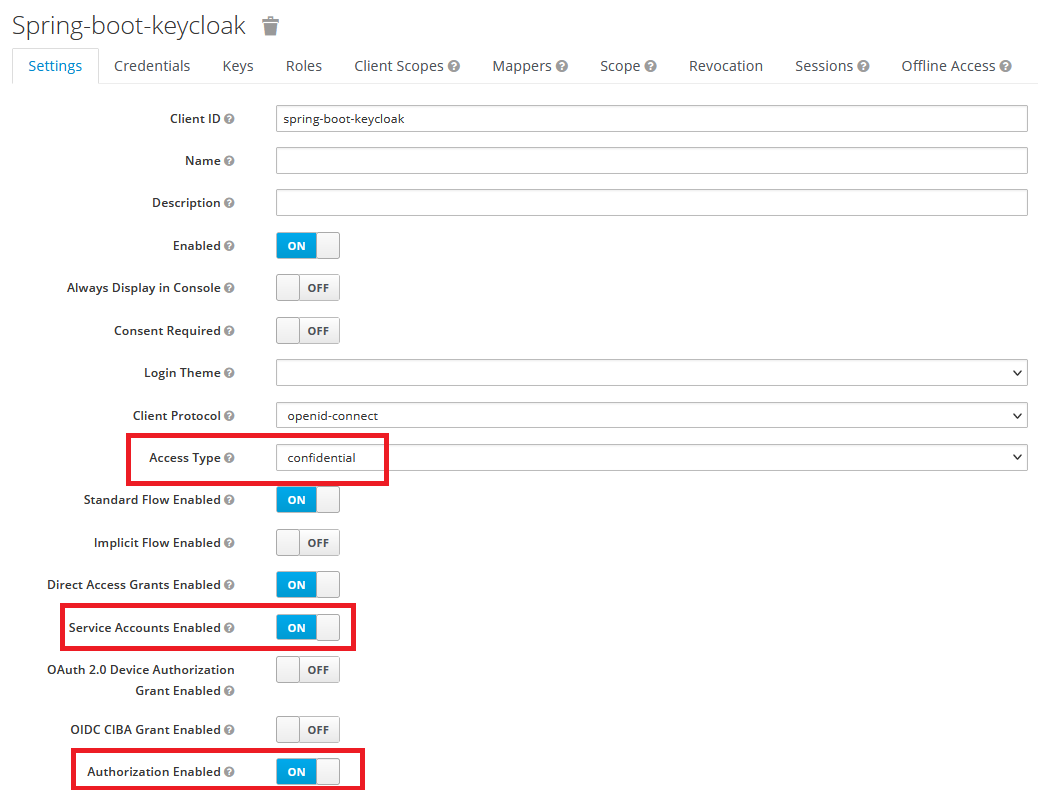 Spring-boot-keycloak
Settings Credentials Keys Roles Client Scopes Mappers Scope Revocation Sessions Offline Access
Client ID spring-boot-keycloak
Name
Description
Enabled ON
Always Display in Console OFF
Consent Required OFF
Login Theme
Client Protocol openid-connect
Access Type confidential
Standard Flow Enabled ON
Implicit Flow Enabled OFF
Direct Access Grants Enabled ON
Service Accounts Enabled ON
OAuth 2.0 Device Authorization OFF
Grant Enabled
OIDC CIBA Grant Enabled OFF
Authorization Enabled ON